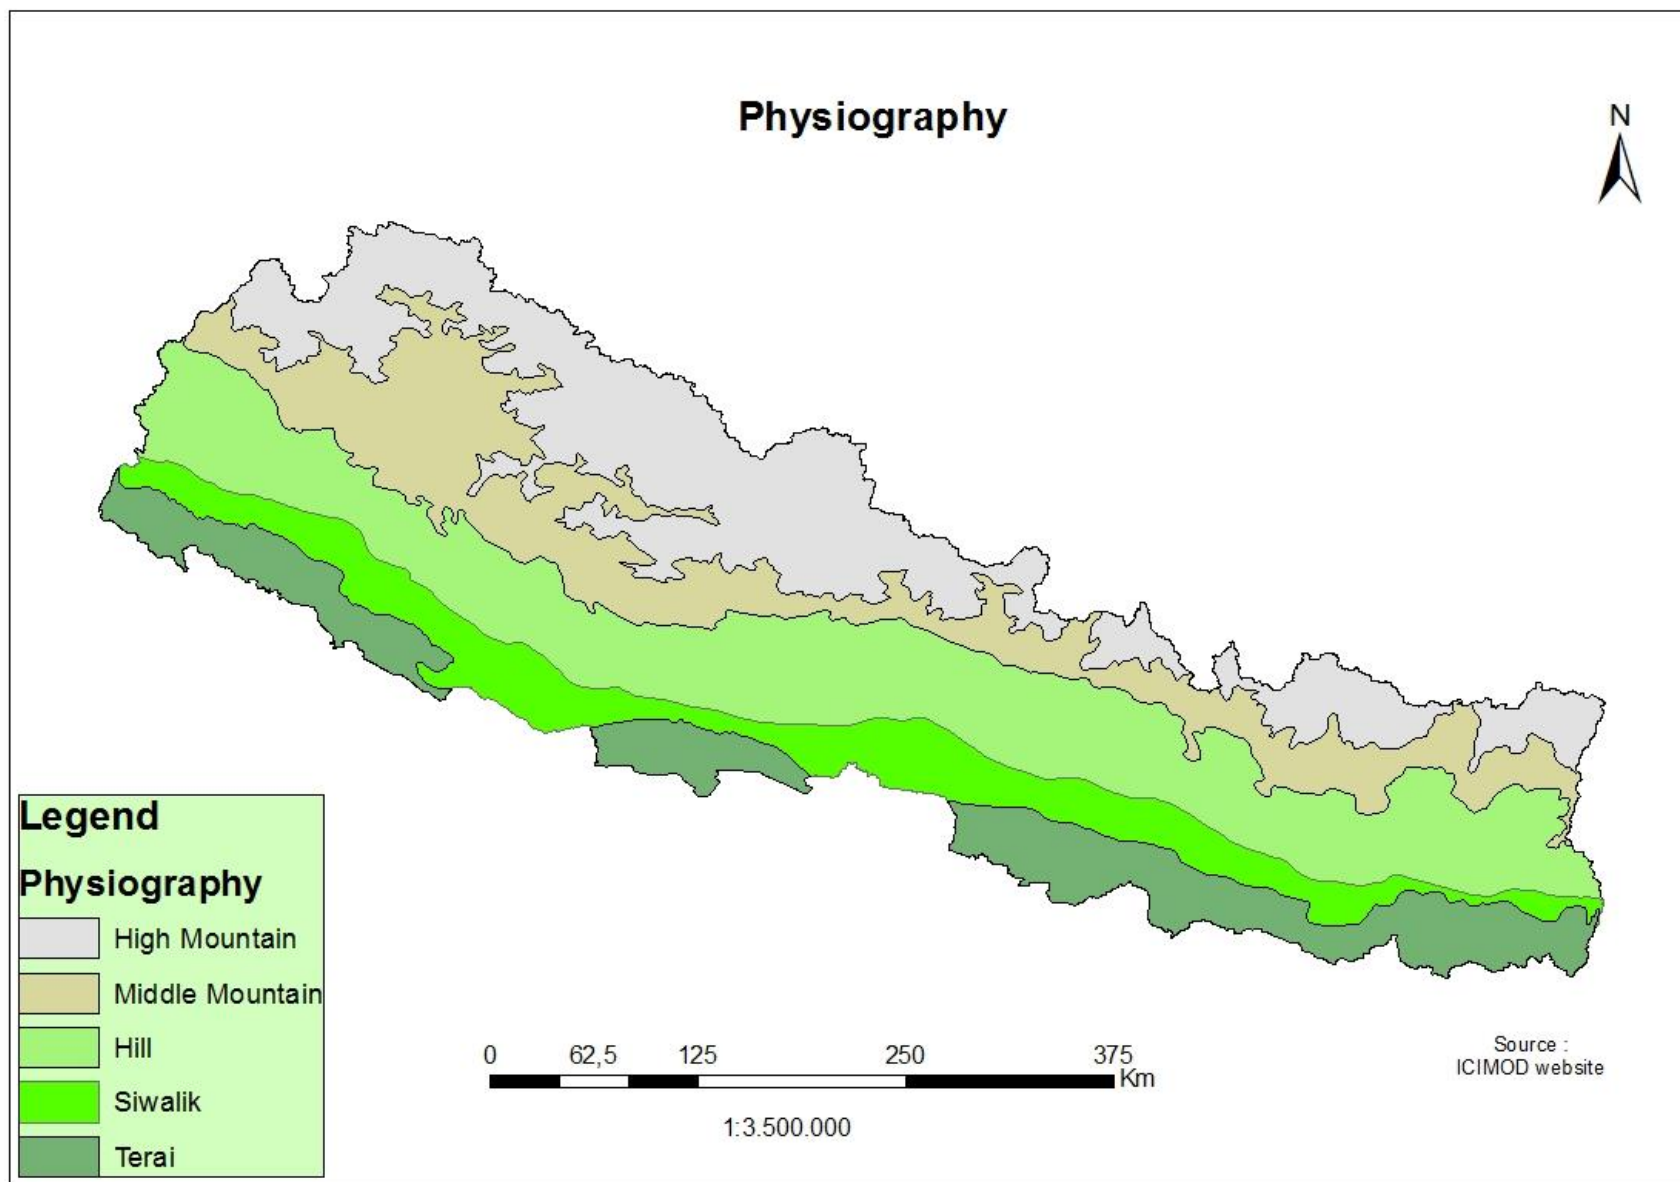 Physiography
N
Legend
Physiography
High Mountain
Middle Mountain
Hill
Siwalik
Terai
0 62,5 125 250 375
Km
1:3.500.000
Source :
ICIMOD website